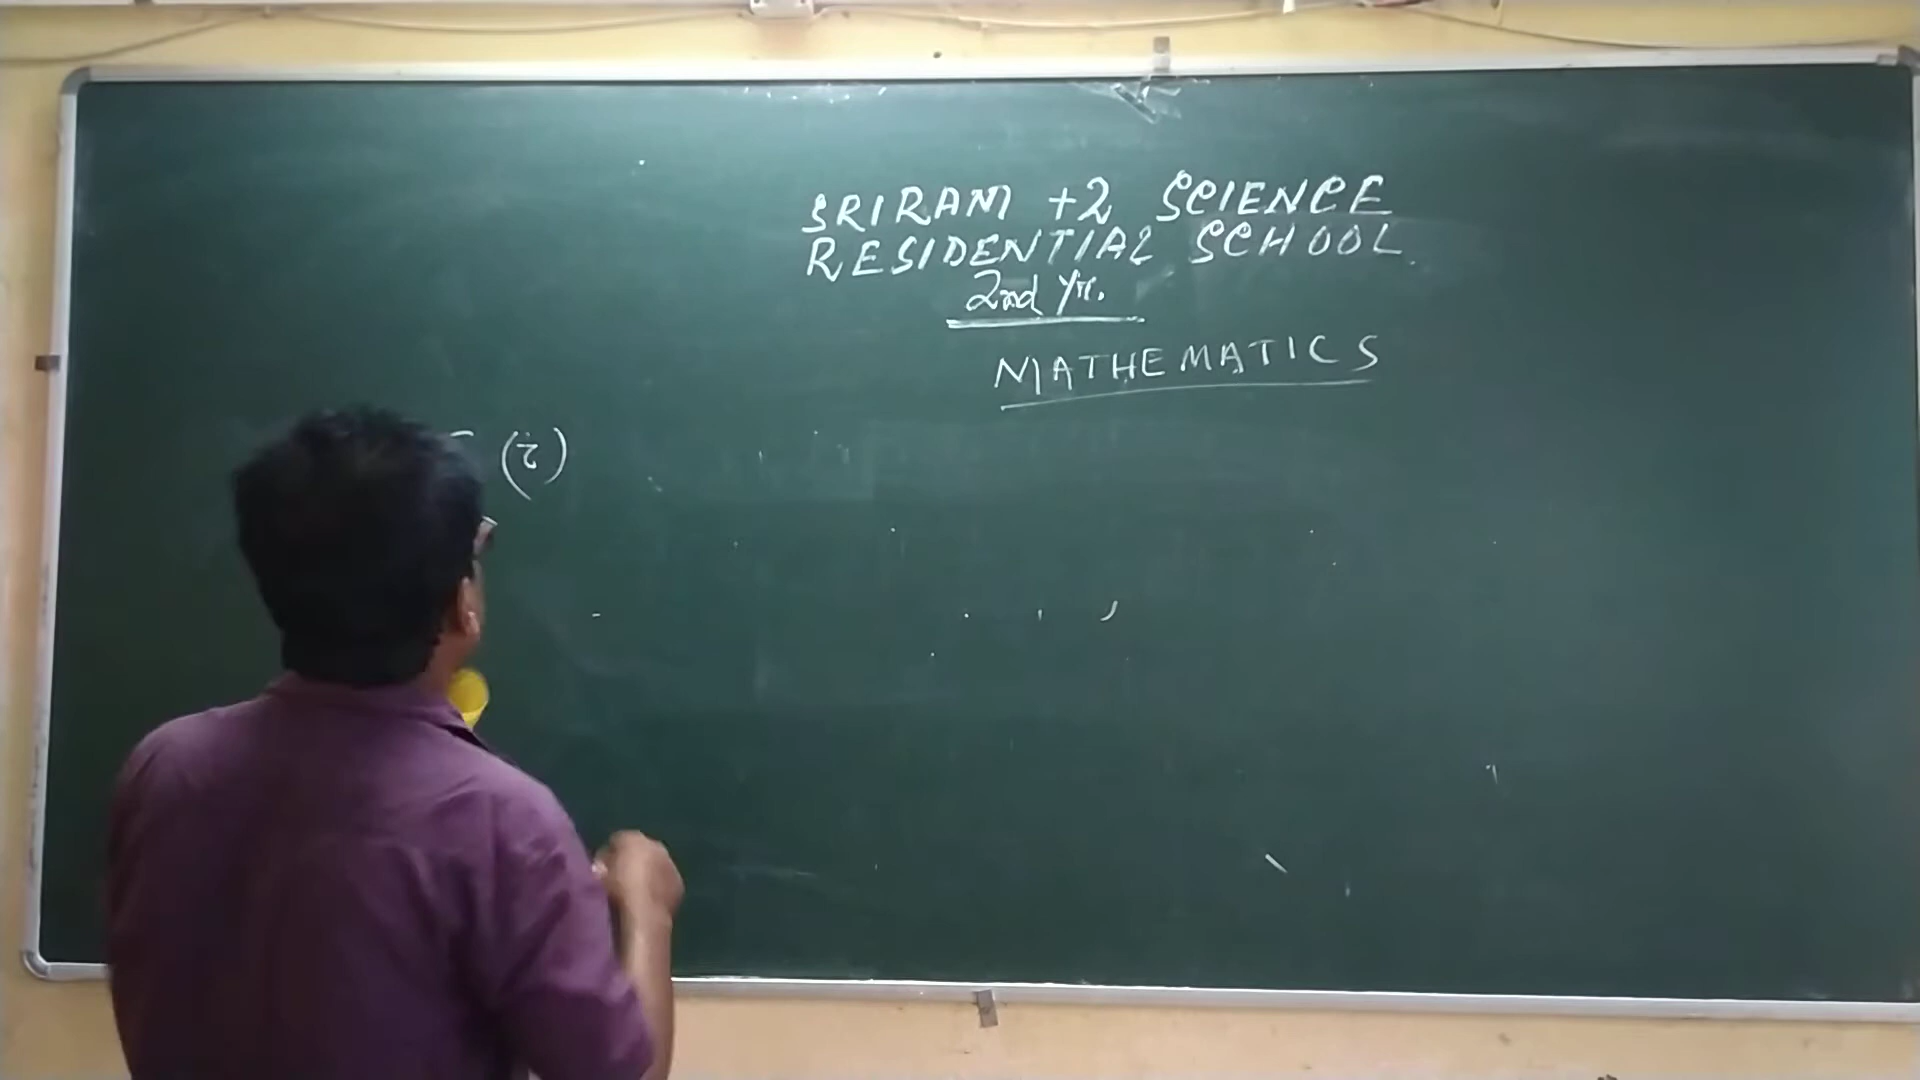 SRIRAM +2 SCIENCE
RESIDENTIAL SCHOOL
2nd Yr.
MATHEMATICS